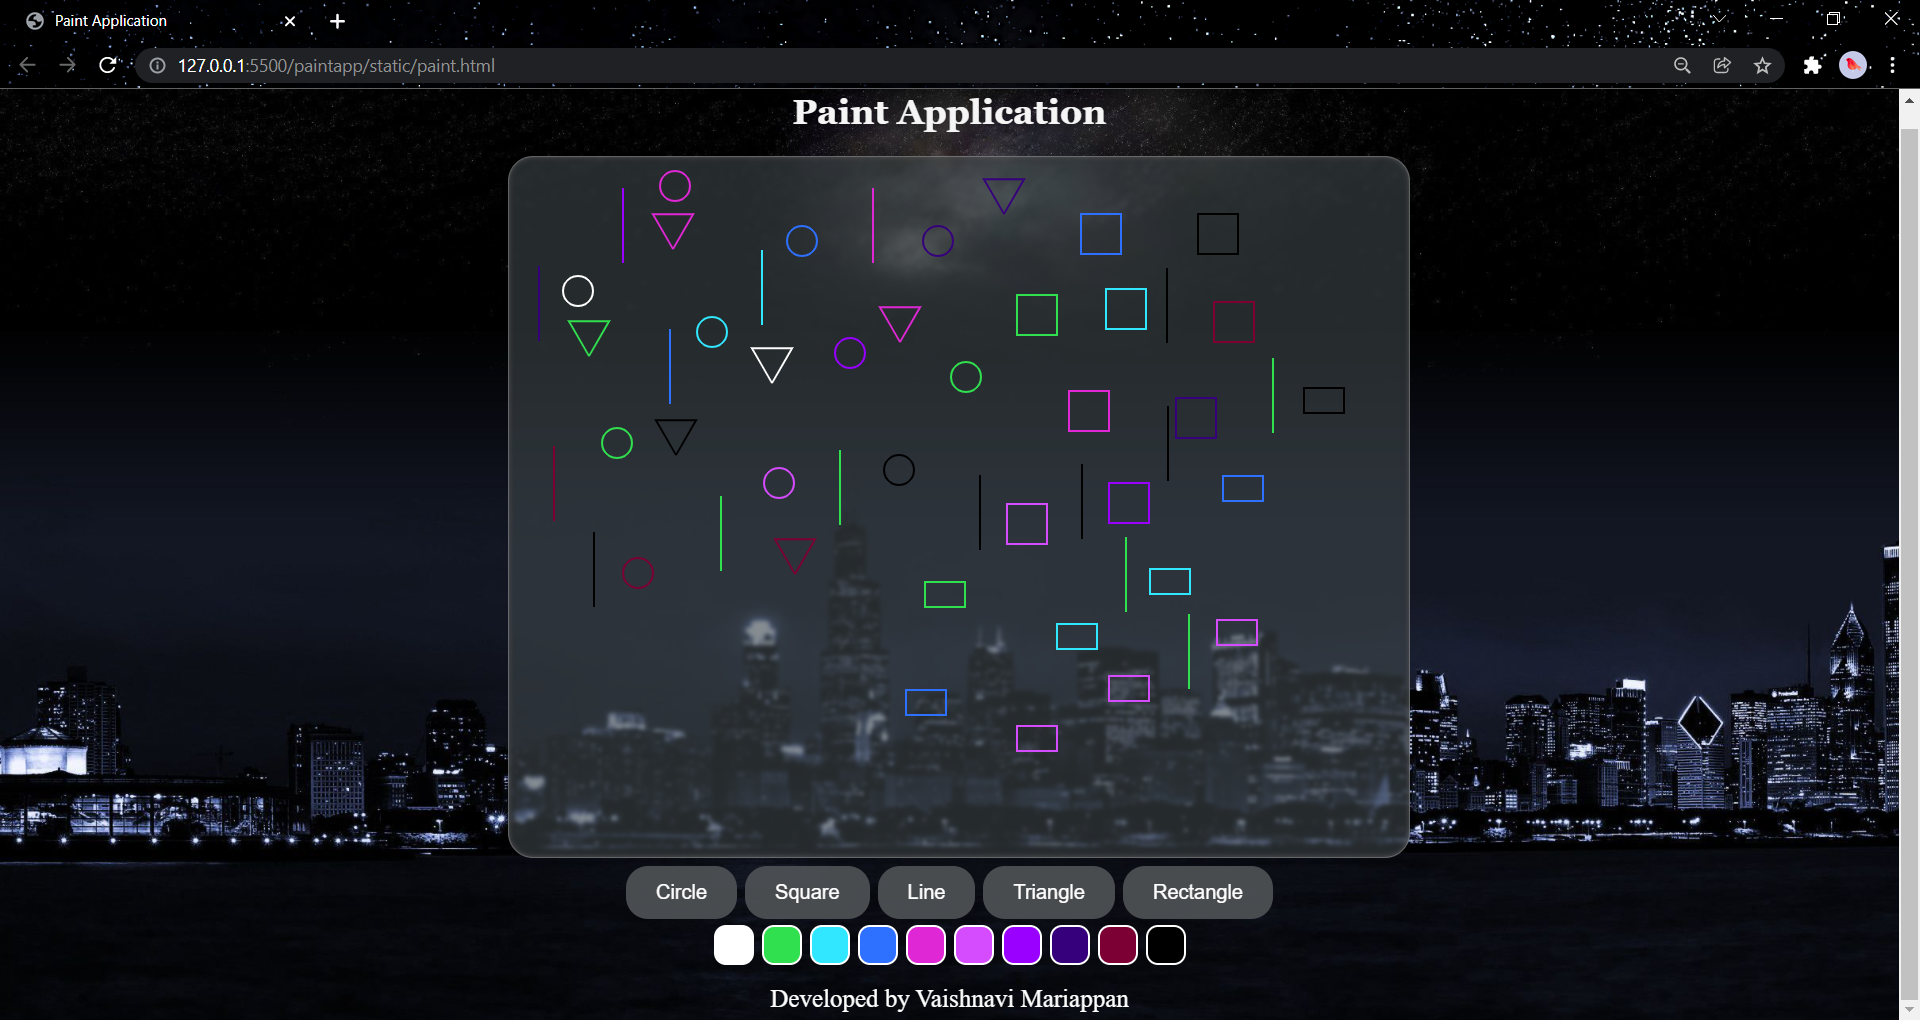 Paint Application
127.0.0.1:5500/paintapp/static/paint.html
Paint Application
Circle Square Line Triangle Rectangle
Developed by Vaishnavi Mariappan